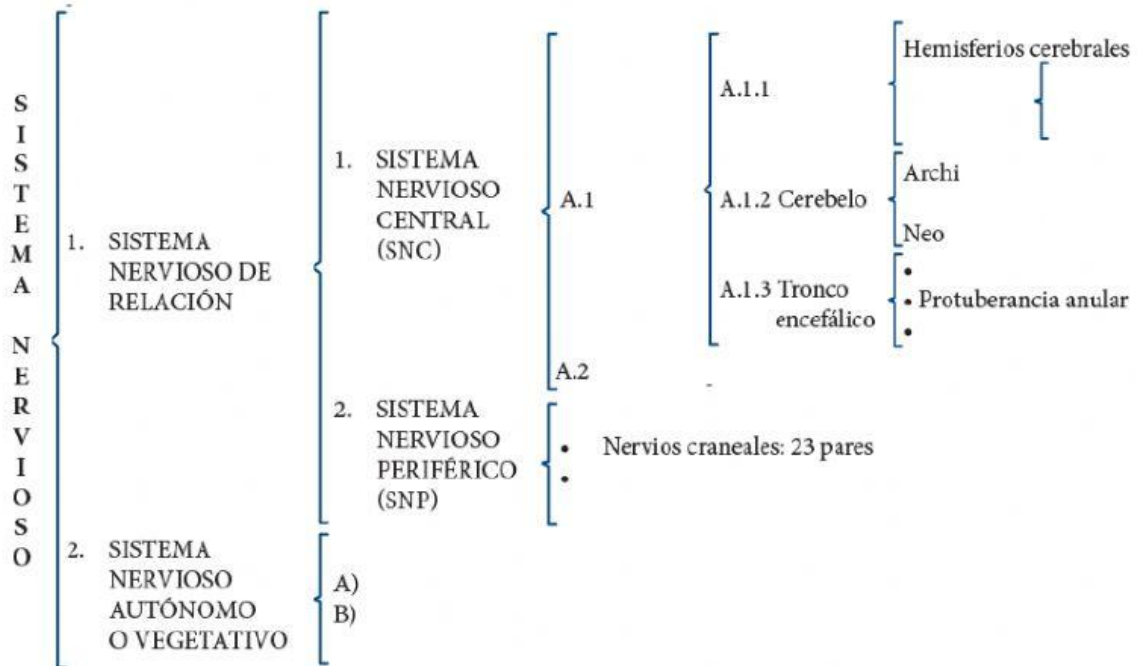 SISTEMA NERVIOSO
1. SISTEMA
NERVIOSO DE
RELACIÓN
1. SISTEMA
NERVIOSO
CENTRAL
(SNC)
A.1
A.1.1
Hemisferios cerebrales
A.1.2 Cerebelo
Archi
Neo
A.1.3 Tronco
encefálico
•
• Protuberancia anular
•
A.2
2. SISTEMA
NERVIOSO
PERIFÉRICO
(SNP)
• Nervios craneales: 23 pares
•
2. SISTEMA
NERVIOSO
AUTÓNOMO
O VEGETATIVO
A)
B)